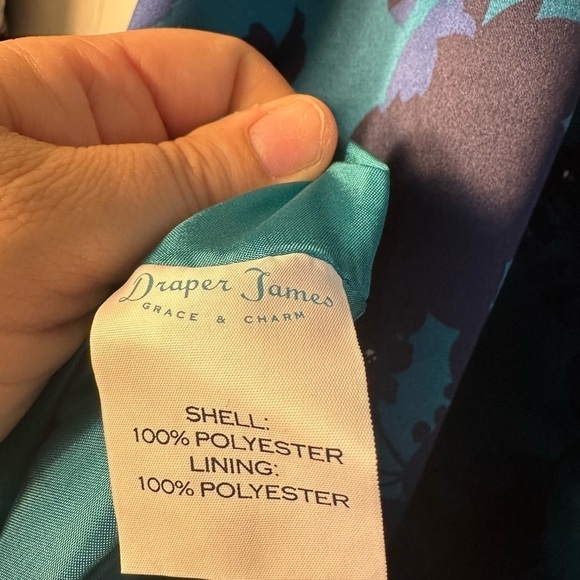 Draper James
GRACE & CHARM
SHELL:
100% POLYESTER
LINING:
100% POLYESTER